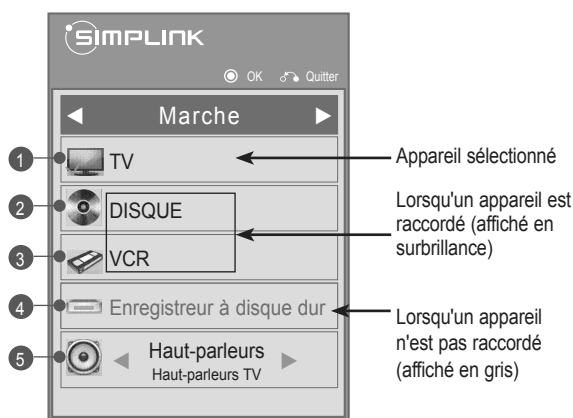 SIMPLINK
OK Quitter
Marche
1 TV
Appareil sélectionné
2 DISQUE
Lorsqu'un appareil est
raccordé (affiché en
surbrillance)
3 VCR
4 Enregistreur à disque dur
Lorsqu'un appareil
n'est pas raccordé
(affiché en gris)
5 Haut-parleurs
Haut-parleurs TV